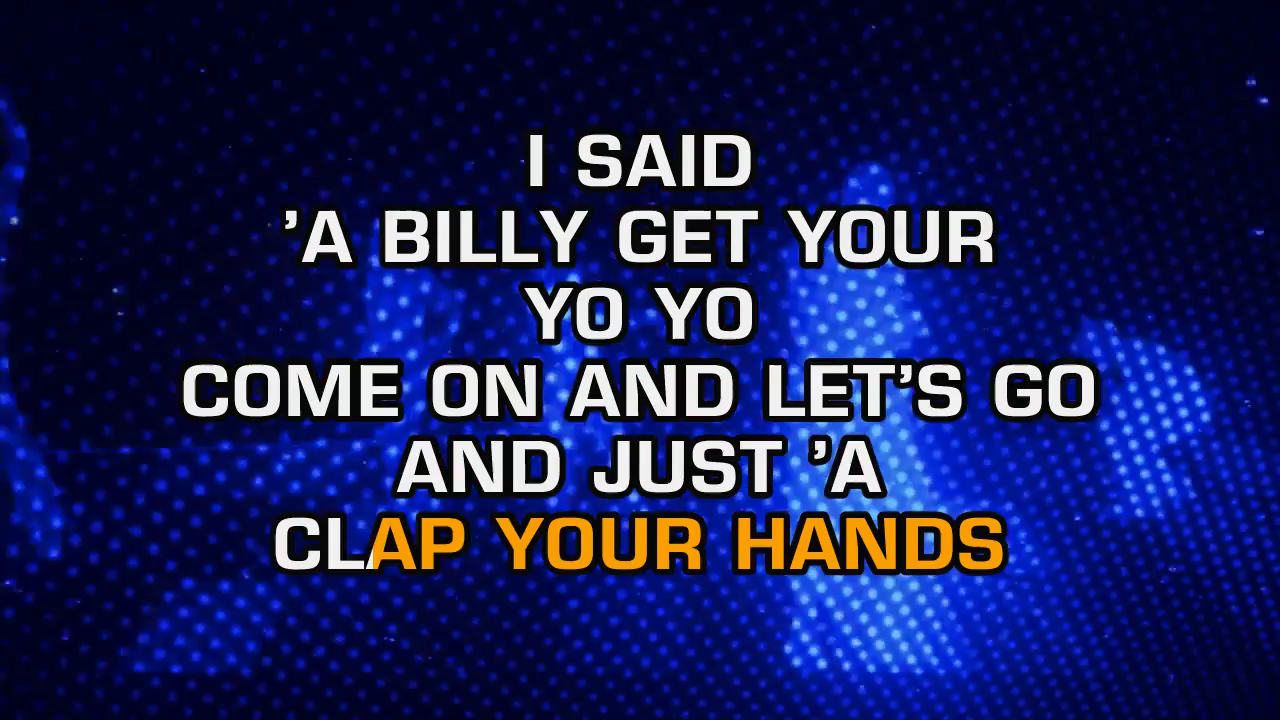 I SAID
’A BILLY GET YOUR
YO YO
COME ON AND LET’S GO
AND JUST ’A
CLAP YOUR HANDS